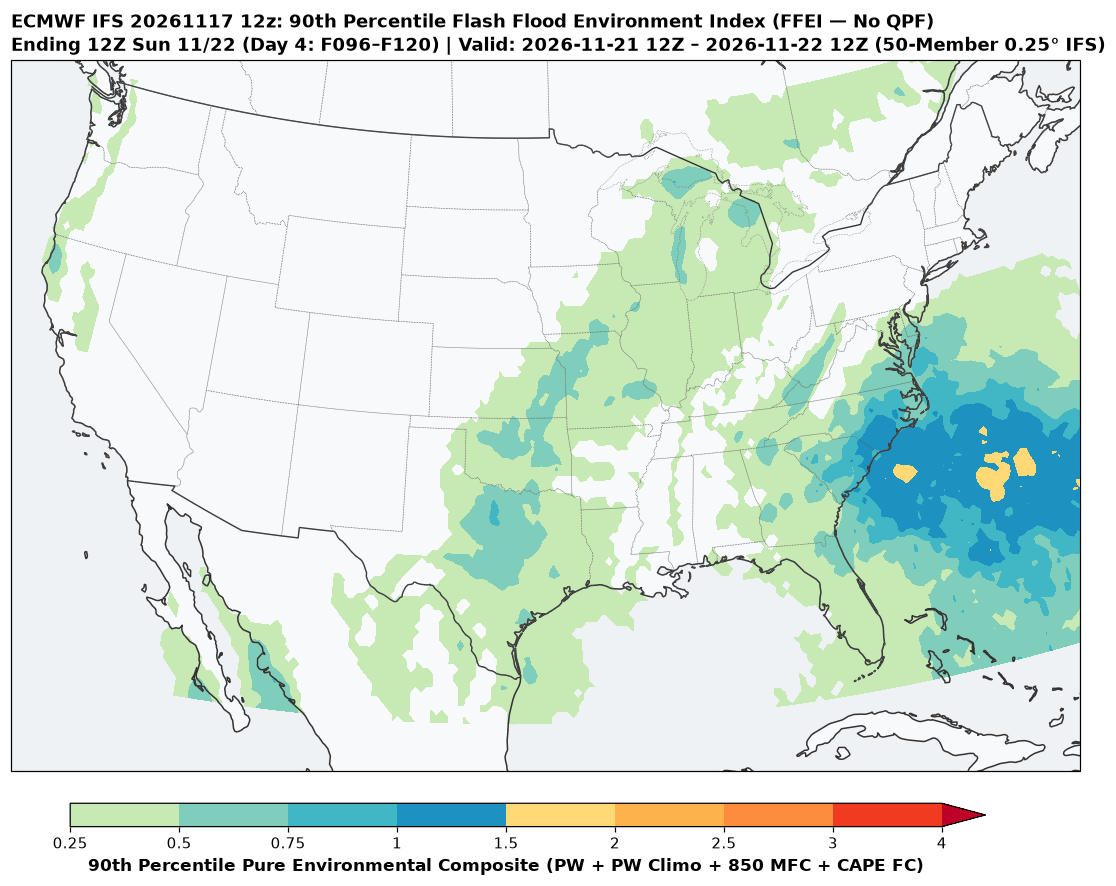 ECMWF IFS 20261117 12z: 90th Percentile Flash Flood Environment Index (FFEI — No QPF)
Ending 12Z Sun 11/22 (Day 4: F096–F120) | Valid: 2026-11-21 12Z – 2026-11-22 12Z (50-Member 0.25° IFS)
0.25 0.5 0.75 1 1.5 2 2.5 3 4
90th Percentile Pure Environmental Composite (PW + PW Climo + 850 MFC + CAPE FC)